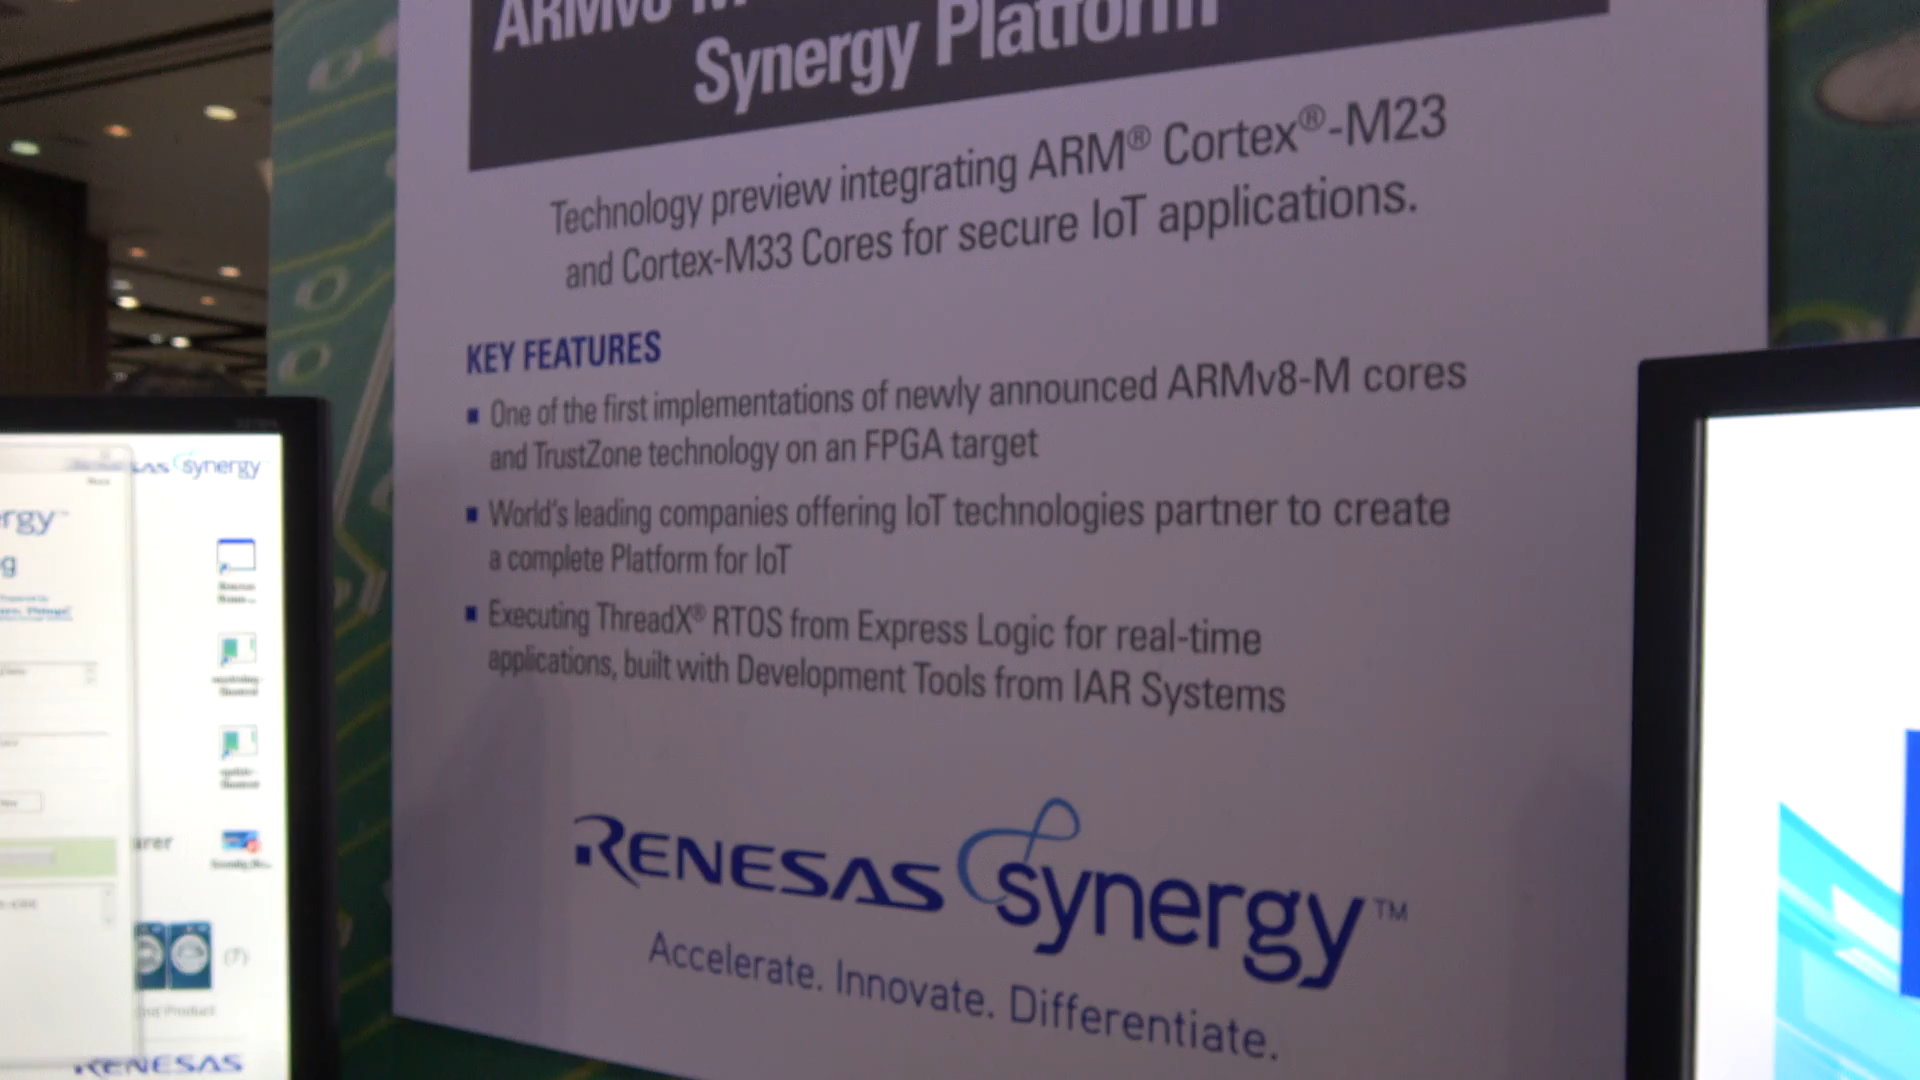 ARMv8-M
Synergy Platform
Technology preview integrating ARM® Cortex®-M23
and Cortex-M33 Cores for secure IoT applications.
KEY FEATURES
▪ One of the first implementations of newly announced ARMv8-M cores
and TrustZone technology on an FPGA target
▪ World's leading companies offering IoT technologies partner to create
a complete Platform for IoT
▪ Executing ThreadX® RTOS from Express Logic for real-time
applications, built with Development Tools from IAR Systems
RENESAS synergy™
Accelerate. Innovate. Differentiate.
synergy
(7)
RENESAS